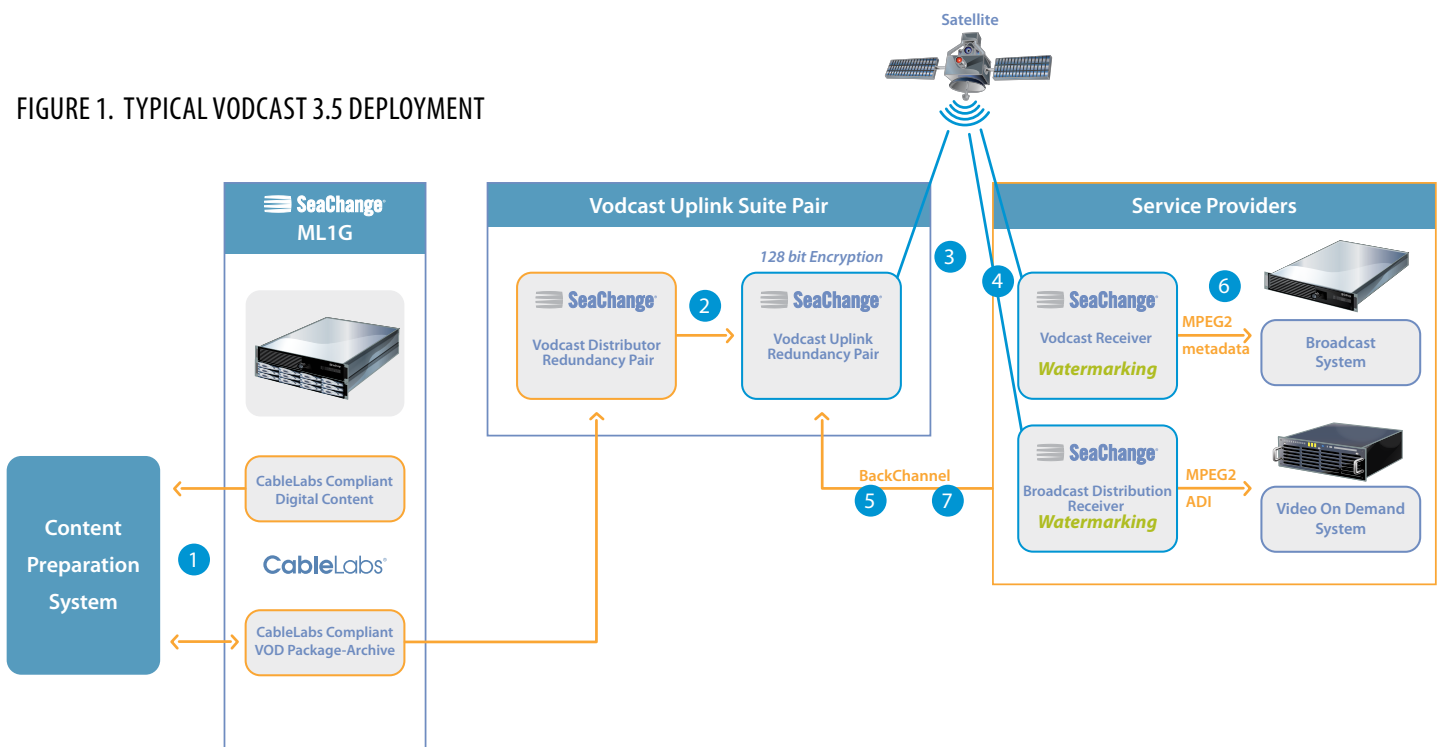 Satellite
FIGURE 1. TYPICAL VODCAST 3.5 DEPLOYMENT
SeaChange
ML1G
Vodcast Uplink Suite Pair
Service Providers
128 bit Encryption
3
4
6
SeaChange
Vodcast Distributor
Redundancy Pair
2
SeaChange
Vodcast Uplink
Redundancy Pair
SeaChange
Vodcast Receiver
Watermarking
MPEG2
metadata
Broadcast
System
SeaChange
Broadcast Distribution
Receiver
Watermarking
MPEG2
ADI
Video On Demand
System
BackChannel
5
7
Content
Preparation
System
1
CableLabs Compliant
Digital Content
CableLabs®
CableLabs Compliant
VOD Package-Archive